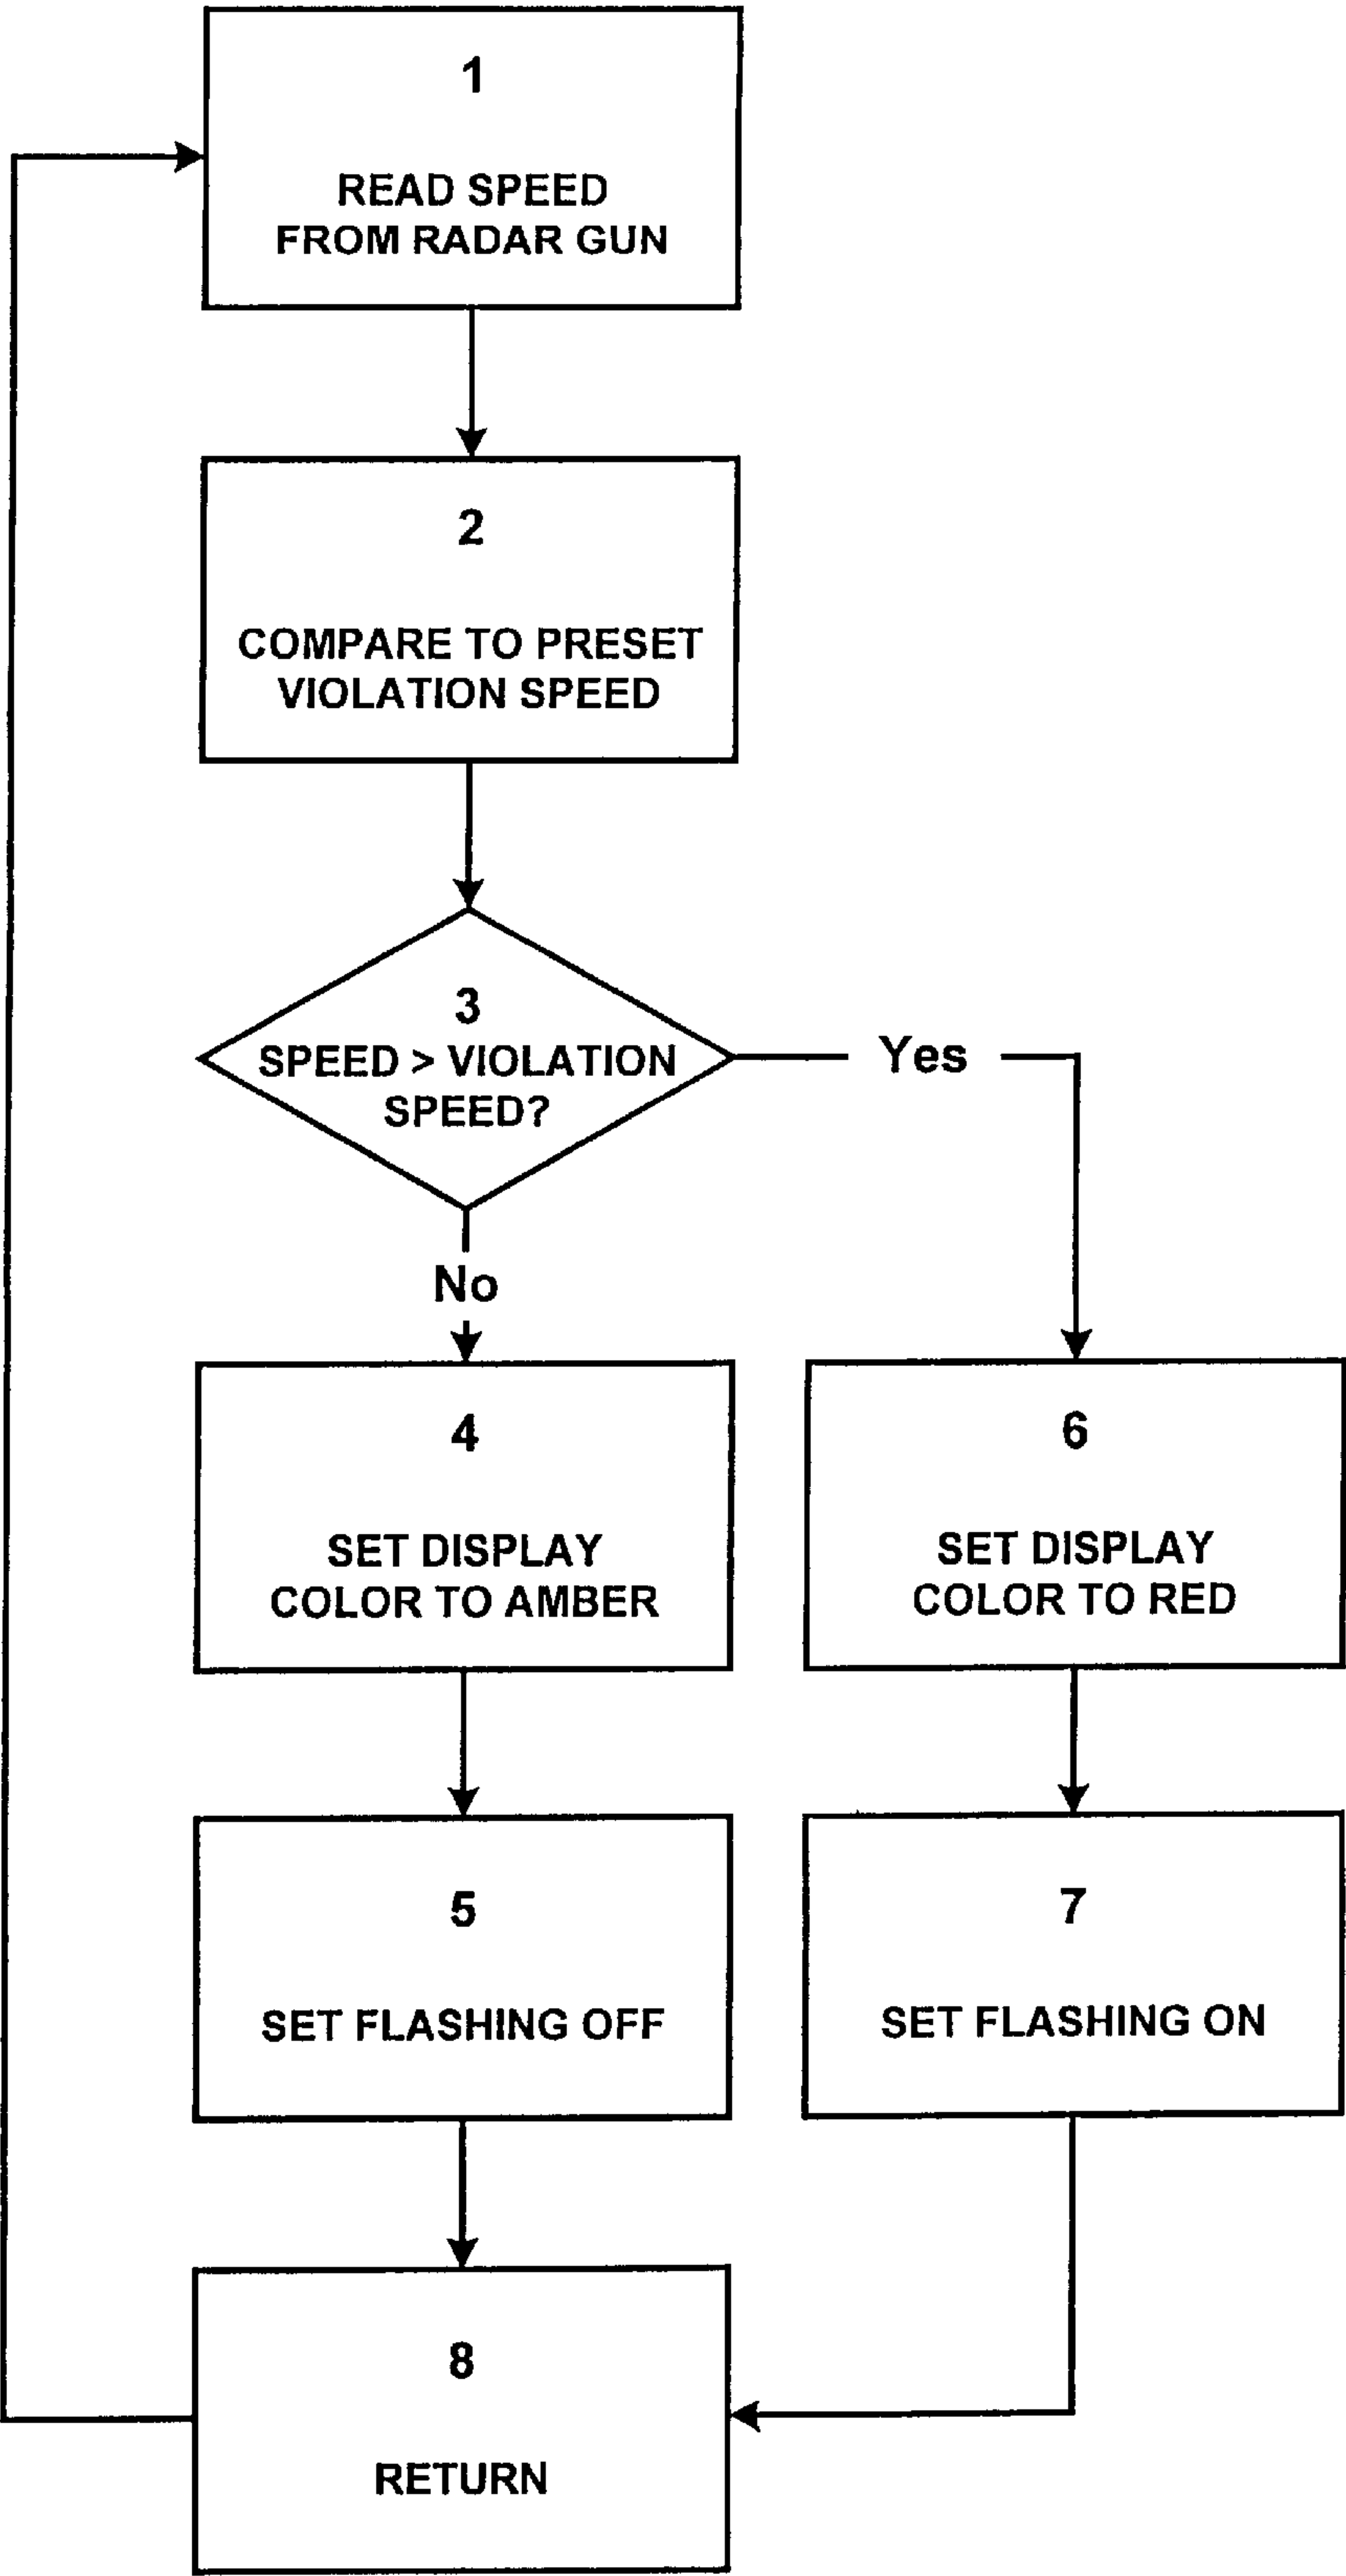 1
READ SPEED
FROM RADAR GUN
2
COMPARE TO PRESET
VIOLATION SPEED
3
SPEED > VIOLATION
SPEED?
Yes
No
4
SET DISPLAY
COLOR TO AMBER
6
SET DISPLAY
COLOR TO RED
5
SET FLASHING OFF
7
SET FLASHING ON
8
RETURN